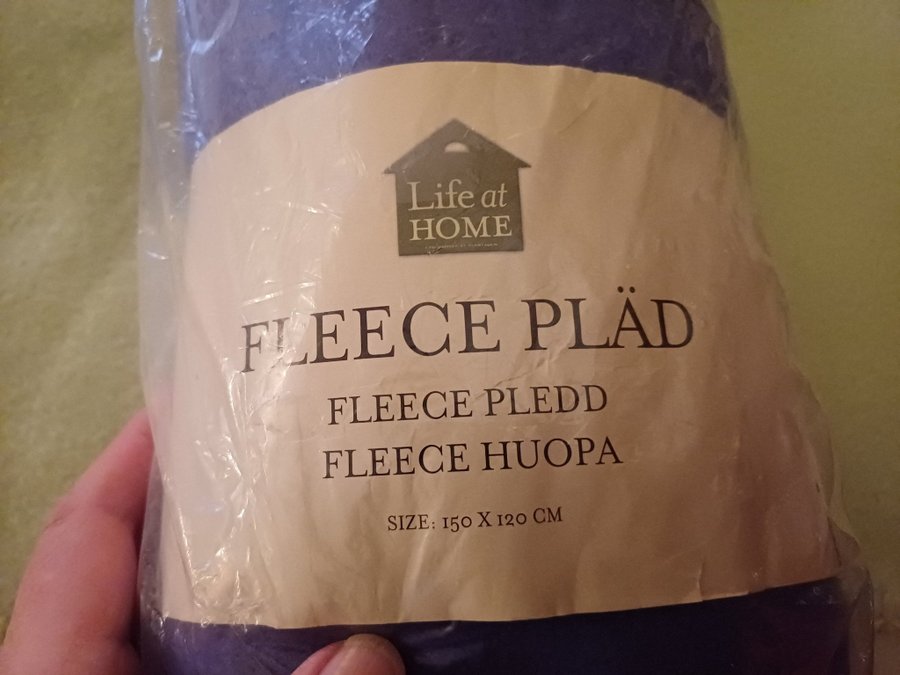 Life at
HOME
FLEECE PLÄD
FLEECE PLEDD
FLEECE HUOPA
SIZE: 150 X 120 CM